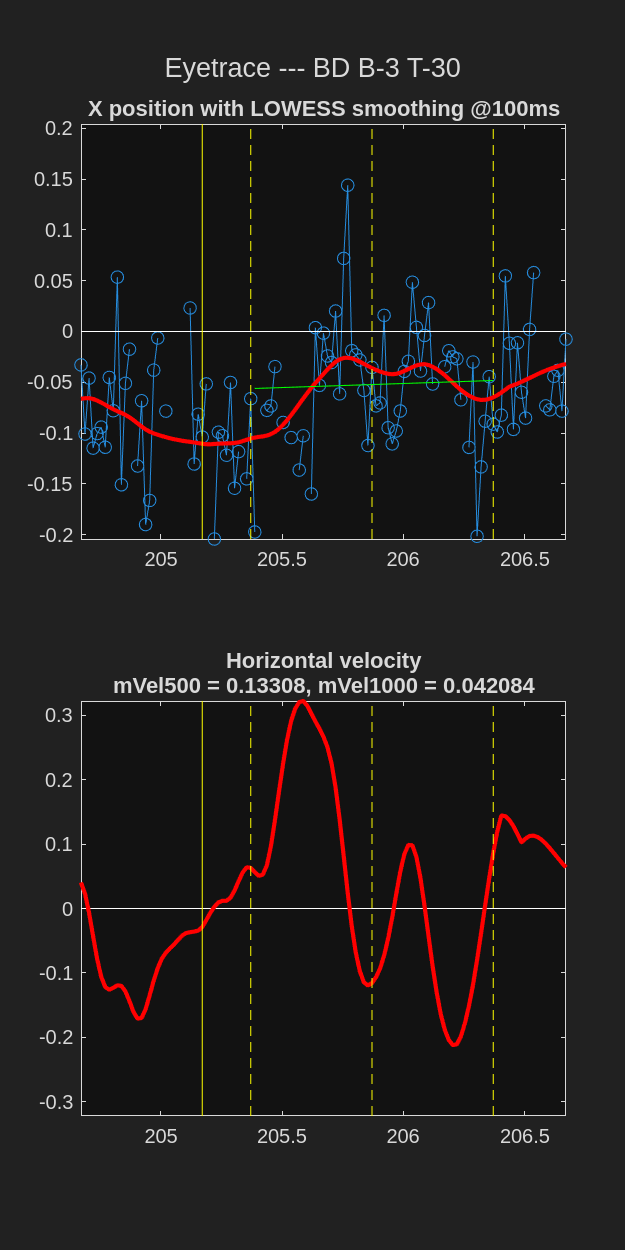 Eyetrace --- BD B-3 T-30
X position with LOWESS smoothing @100ms
0.2
0.15
0.1
0.05
0
-0.05
-0.1
-0.15
-0.2
205 205.5 206 206.5
Horizontal velocity
mVel500 = 0.13308, mVel1000 = 0.042084
0.3
0.2
0.1
0
-0.1
-0.2
-0.3
205 205.5 206 206.5